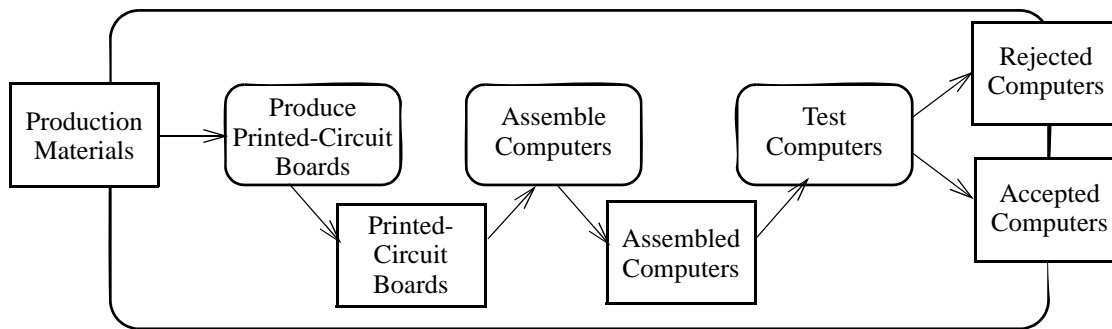 Production
Materials
Produce
Printed-Circuit
Boards
Printed-
Circuit
Boards
Assemble
Computers
Assembled
Computers
Test
Computers
Rejected
Computers
Accepted
Computers